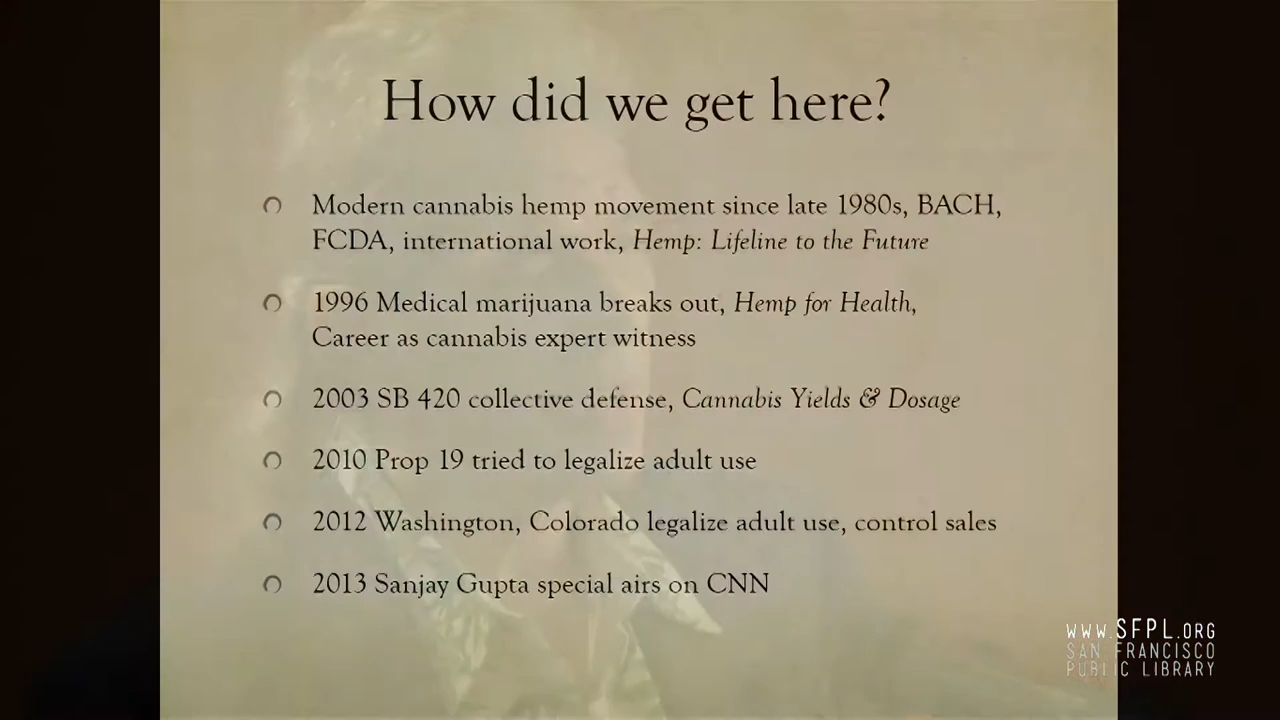 How did we get here?
Modern cannabis hemp movement since late 1980s, BACH,
FCDA, international work, Hemp: Lifeline to the Future
1996 Medical marijuana breaks out, Hemp for Health,
Career as cannabis expert witness
2003 SB 420 collective defense, Cannabis Yields & Dosage
2010 Prop 19 tried to legalize adult use
2012 Washington, Colorado legalize adult use, control sales
2013 Sanjay Gupta special airs on CNN
WWW.SFPL.ORG
SAN FRANCISCO
PUBLIC LIBRARY